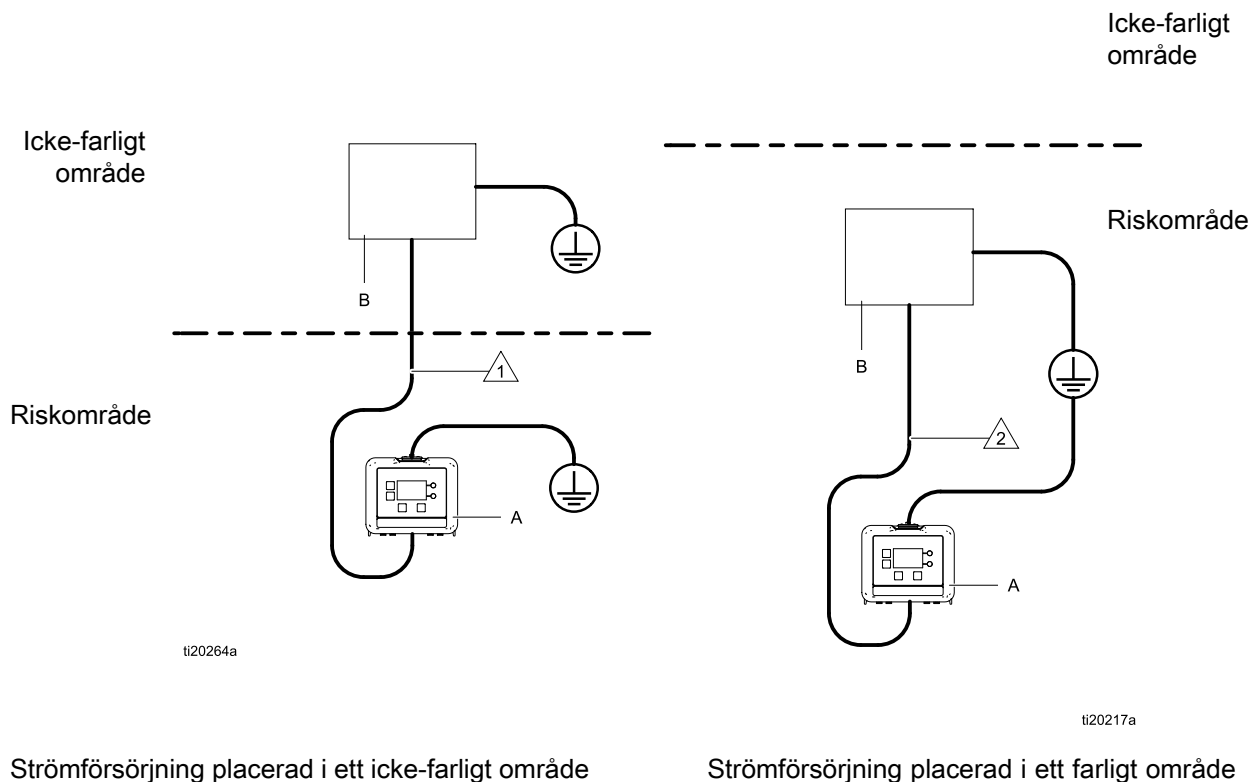 Icke-farligt
område
B
1
Riskområde
A
ti20264a
Strömförsörjning placerad i ett icke-farligt område
Icke-farligt
område
Riskområde
B
2
A
ti20217a
Strömförsörjning placerad i ett farligt område